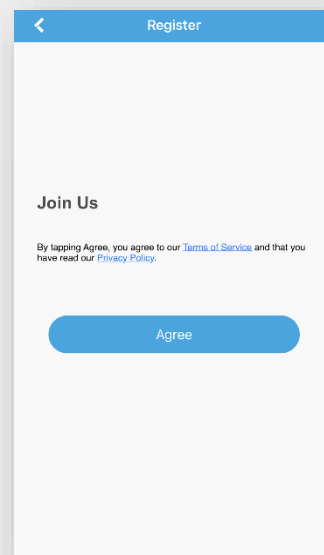 Register
Join Us
By tapping Agree, you agree to our Terms of Service and that you
have read our Privacy Policy.
Agree